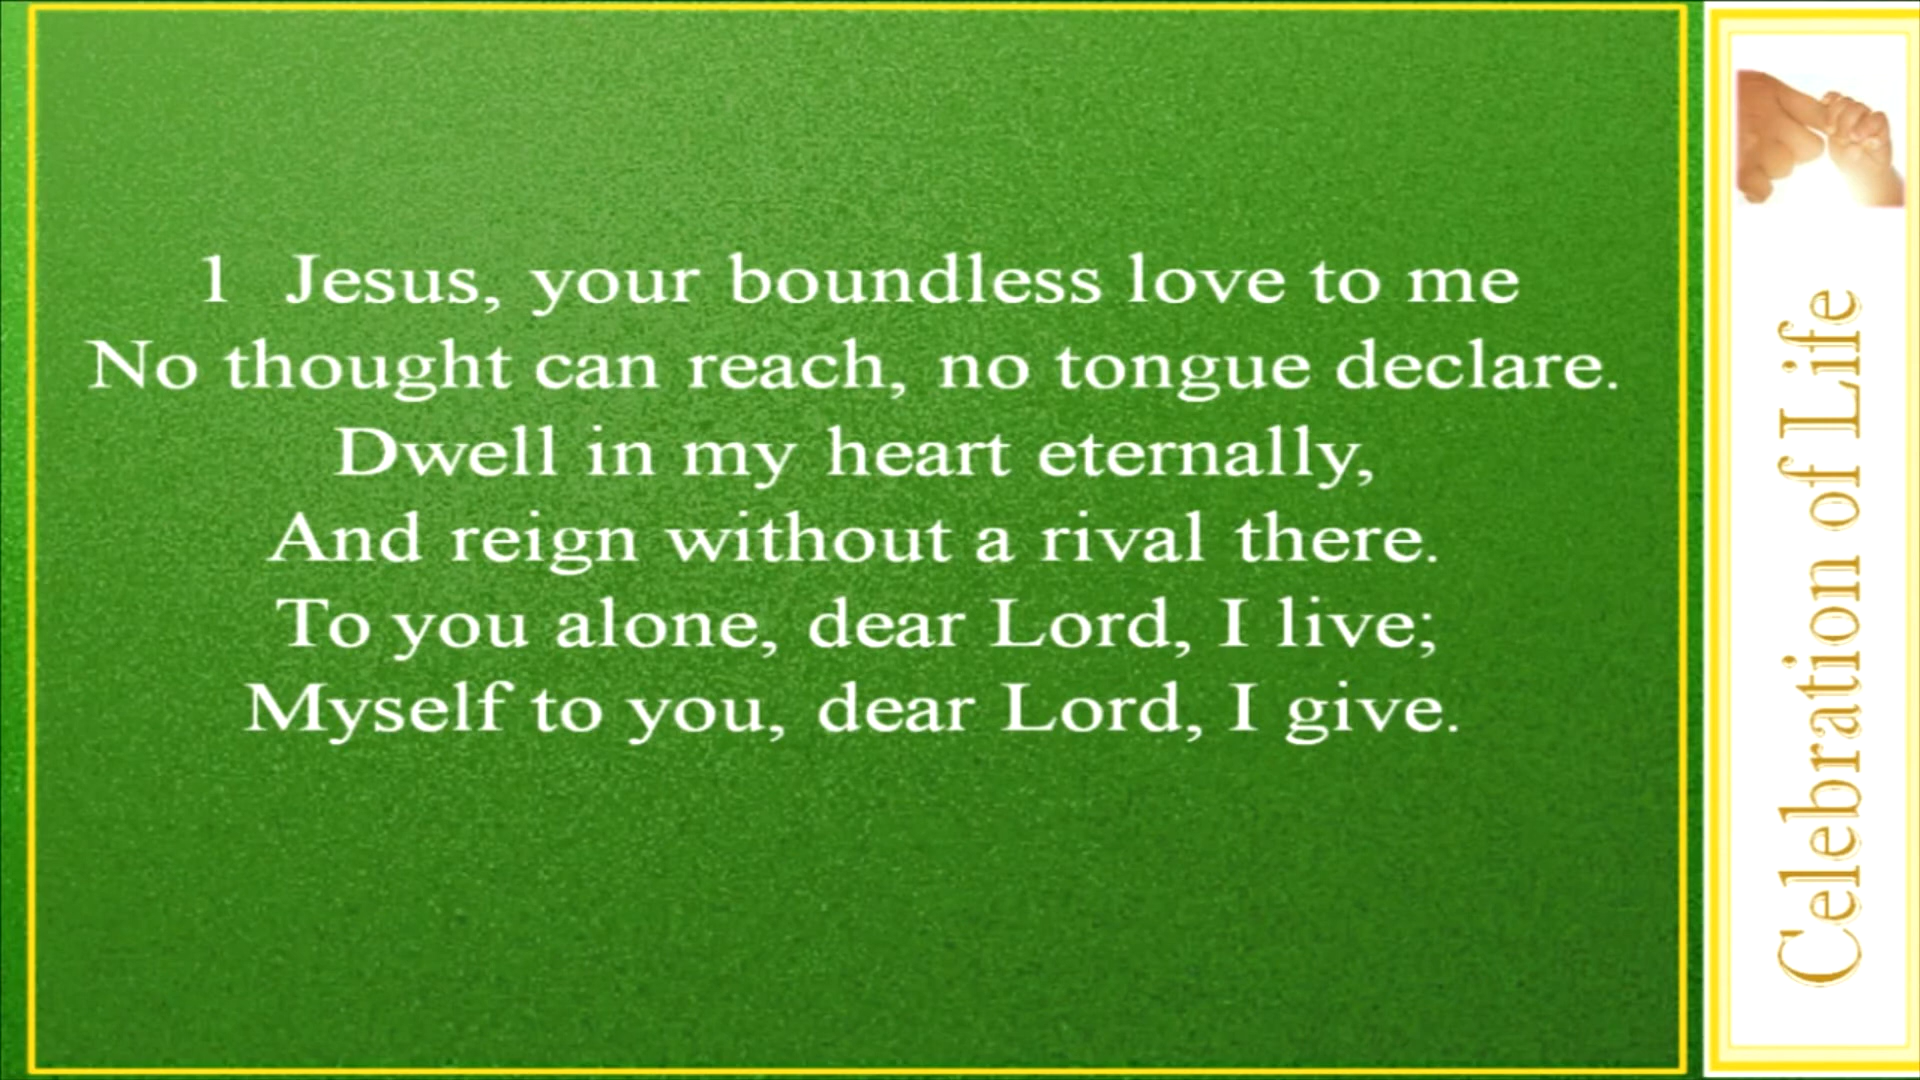 1 Jesus, your boundless love to me
No thought can reach, no tongue declare.
Dwell in my heart eternally,
And reign without a rival there.
To you alone, dear Lord, I live;
Myself to you, dear Lord, I give.
Celebration of Life